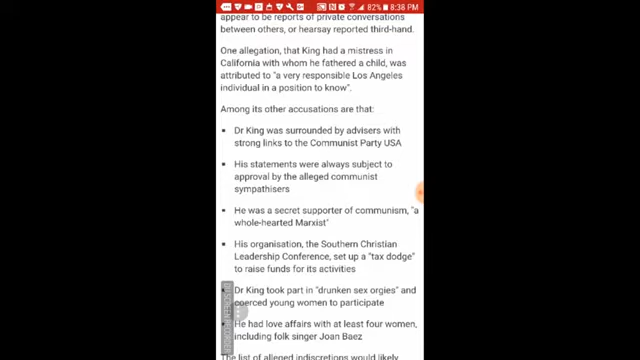 82% 8:38 PM
appear to be reports of private conversations
between others, or hearsay reported third-hand.
One allegation, that King had a mistress in
California with whom he fathered a child, was
attributed to "a very responsible Los Angeles
individual in a position to know".
Among its other accusations are that:
Dr King was surrounded by advisers with
strong links to the Communist Party USA
His statements were always subject to
approval by the alleged communist
sympathisers
He was a secret supporter of communism, "a
whole-hearted Marxist"
His organisation, the Southern Christian
Leadership Conference, set up a "tax dodge"
to raise funds for its activities
Dr King took part in "drunken sex orgies" and
coerced young women to participate
He had love affairs with at least four women,
including folk singer Joan Baez
The list of alleged indiscretions would likely